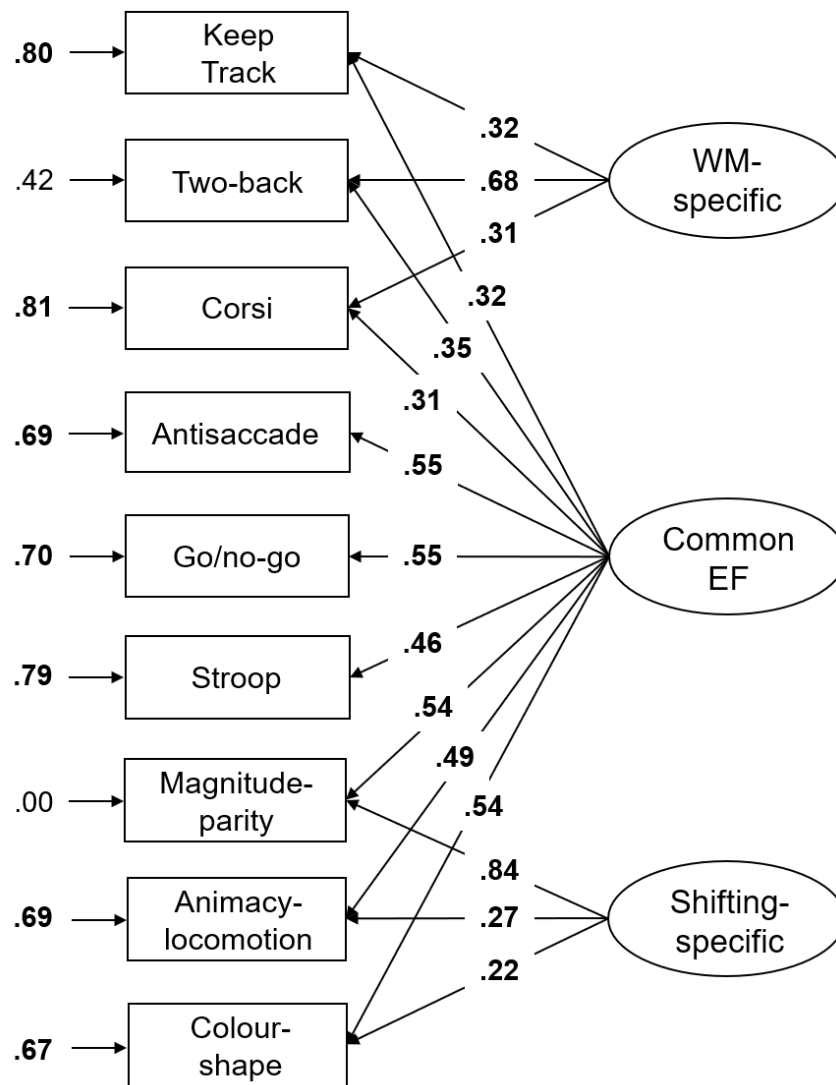 .80
Keep
Track
.32
WM-
specific
.42
Two-back
.68
.31
.81
Corsi
.32
.35
.31
.69
Antisaccade
.55
.70
Go/no-go
.55
Common
EF
.79
Stroop
.46
.54
.49
.54
.00
Magnitude-
parity
.84
.69
Animacy-
locomotion
.27
Shifting-
specific
.22
.67
Colour-
shape